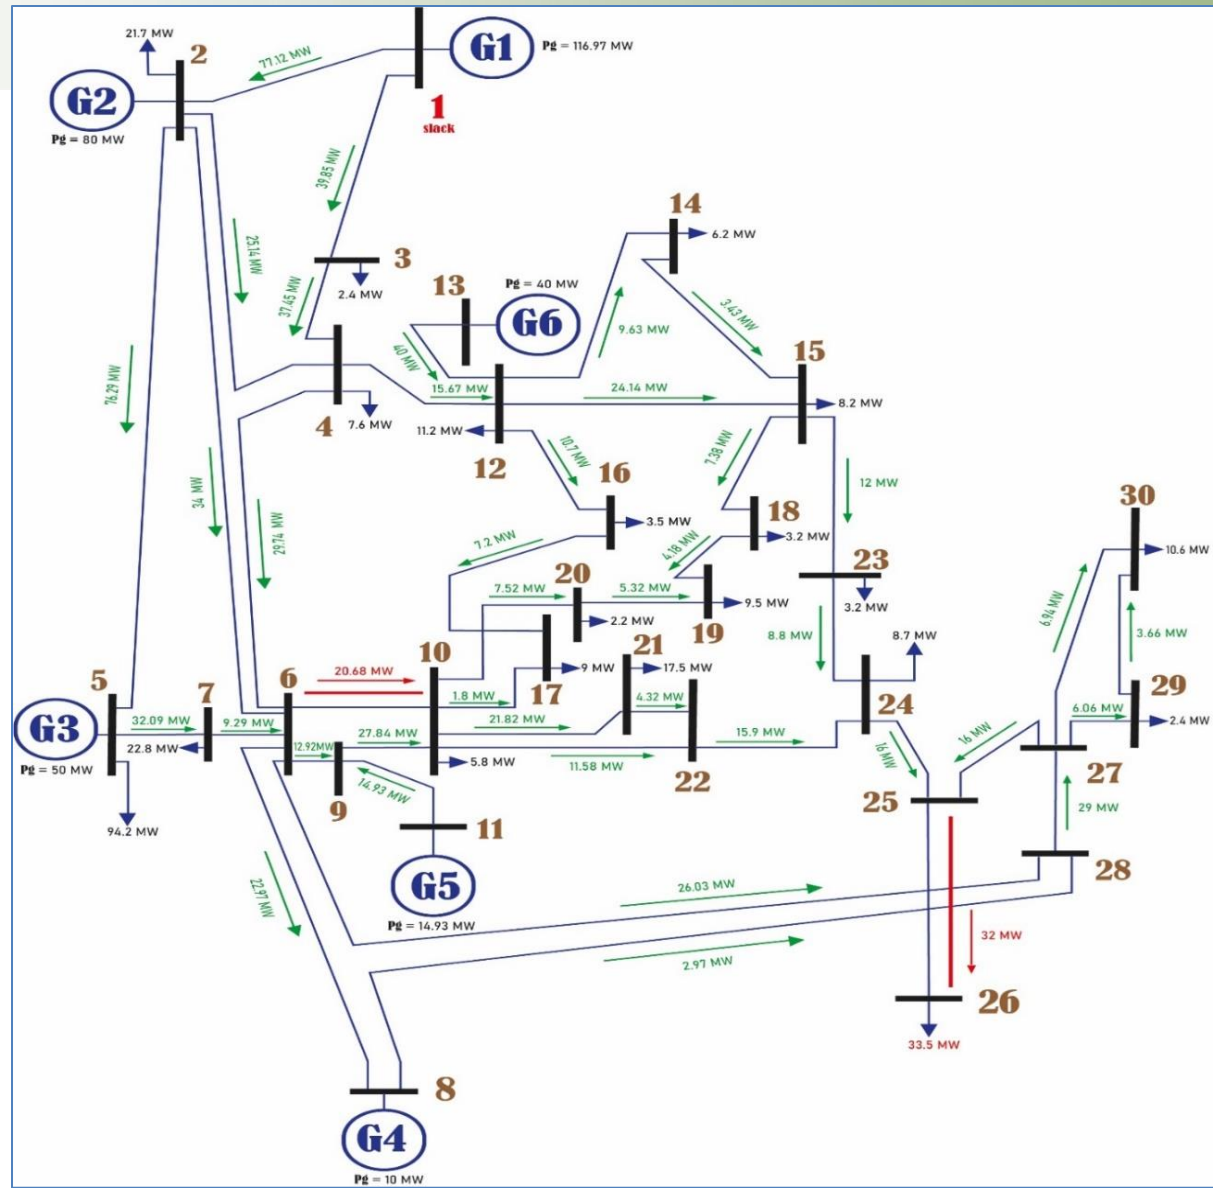 21.7 MW
2
77.12 MW
G1
Pg = 116.97 MW
G2
Pg = 80 MW
1
slack
39.85 MW
25.14 MW
3
2.4 MW
37.45 MW
14
6.2 MW
13
Pg = 40 MW
G6
9.63 MW
3.43 MW
40 MW
15
76.29 MW
4
7.6 MW
15.67 MW
24.14 MW
8.2 MW
11.2 MW
12
10.7 MW
7.38 MW
12 MW
34 MW
29.74 MW
16
3.5 MW
18
3.2 MW
30
10.6 MW
7.2 MW
4.18 MW
23
3.2 MW
7.52 MW
20
5.32 MW
9.5 MW
2.2 MW
19
8.8 MW
6.94 MW
3.66 MW
8.7 MW
10
21
17.5 MW
9 MW
17
20.68 MW
5
7
6
1.8 MW
4.32 MW
24
29
G3
32.09 MW
9.29 MW
21.82 MW
6.06 MW
2.4 MW
22.8 MW
12.92MW
27.84 MW
15.9 MW
16 MW
16 MW
Pg = 50 MW
5.8 MW
11.58 MW
22
27
9
14.93 MW
25
29 MW
94.2 MW
11
28
22.97 MW
G5
Pg = 14.93 MW
26.03 MW
32 MW
2.97 MW
26
33.5 MW
8
G4
Pg = 10 MW